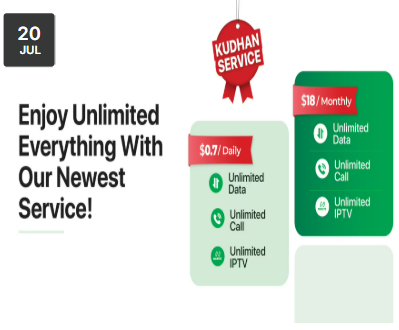 20
JUL
KUDHAN
SERVICE
Enjoy Unlimited
Everything With
Our Newest
Service!
$0.7/ Daily
Unlimited
Data
Unlimited
Call
Unlimited
IPTV
$18/ Monthly
Unlimited
Data
Unlimited
Call
Unlimited
IPTV